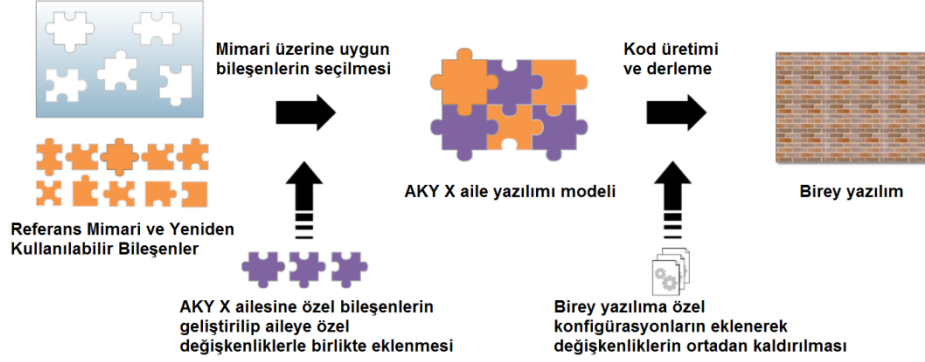 Mimari üzerine uygun
bileşenlerin seçilmesi
Kod üretimi
ve derleme
AKY X aile yazılımı modeli
Birey yazılım
Referans Mimari ve Yeniden
Kullanılabilir Bileşenler
AKY X ailesine özel bileşenlerin
geliştirilip aileye özel
değişkenliklerle birlikte eklenmesi
Birey yazılıma özel
konfigürasyonların eklenerek
değişkenliklerin ortadan kaldırılması